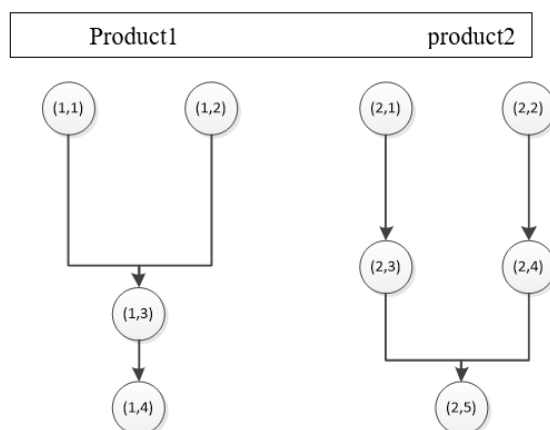 Product1 product2
(1,1) (1,2) (2,1) (2,2)
(2,3) (2,4)
(1,3)
(1,4) (2,5)